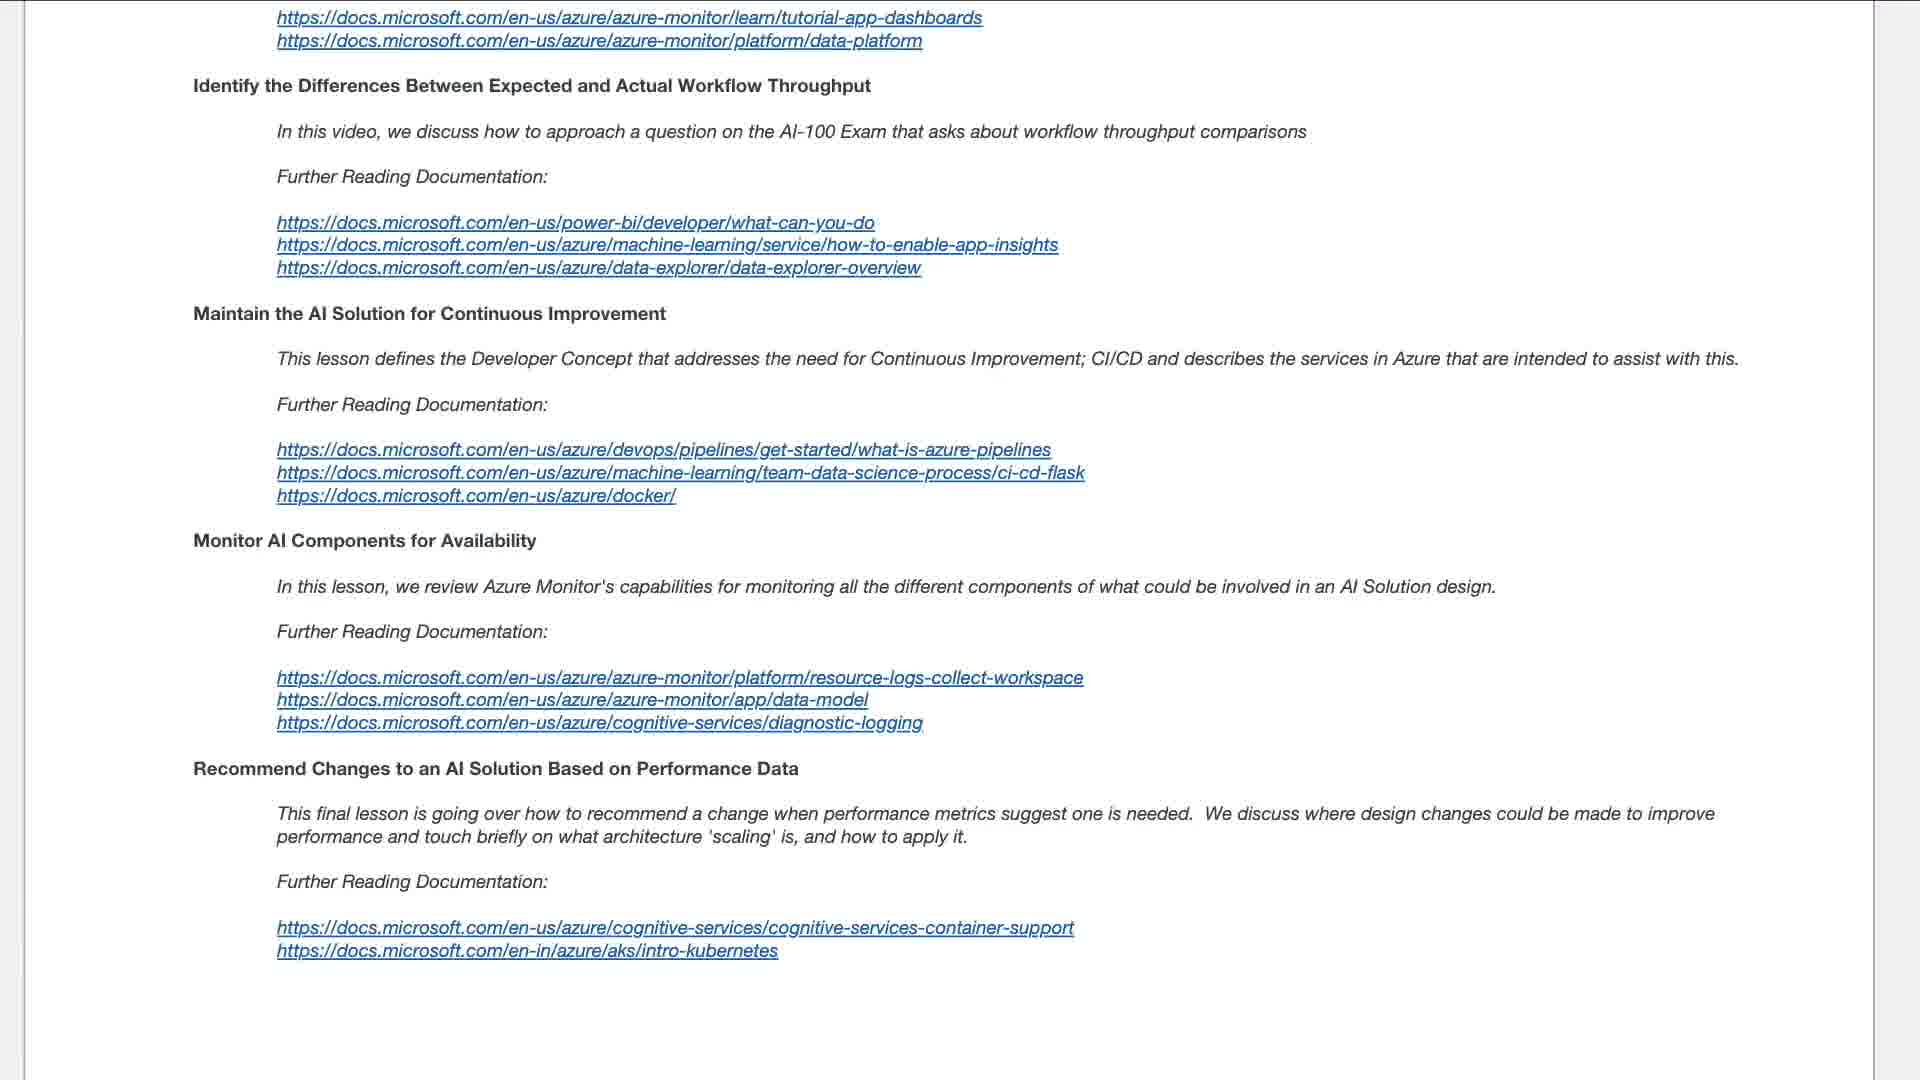 https://docs.microsoft.com/en-us/azure/azure-monitor/learn/tutorial-app-dashboards
https://docs.microsoft.com/en-us/azure/azure-monitor/platform/data-platform
Identify the Differences Between Expected and Actual Workflow Throughput
In this video, we discuss how to approach a question on the AI-100 Exam that asks about workflow throughput comparisons
Further Reading Documentation:
https://docs.microsoft.com/en-us/power-bi/developer/what-can-you-do
https://docs.microsoft.com/en-us/azure/machine-learning/service/how-to-enable-app-insights
https://docs.microsoft.com/en-us/azure/data-explorer/data-explorer-overview
Maintain the AI Solution for Continuous Improvement
This lesson defines the Developer Concept that addresses the need for Continuous Improvement; CI/CD and describes the services in Azure that are intended to assist with this.
Further Reading Documentation:
https://docs.microsoft.com/en-us/azure/devops/pipelines/get-started/what-is-azure-pipelines
https://docs.microsoft.com/en-us/azure/machine-learning/team-data-science-process/ci-cd-flask
https://docs.microsoft.com/en-us/azure/docker/
Monitor AI Components for Availability
In this lesson, we review Azure Monitor's capabilities for monitoring all the different components of what could be involved in an AI Solution design.
Further Reading Documentation:
https://docs.microsoft.com/en-us/azure/azure-monitor/platform/resource-logs-collect-workspace
https://docs.microsoft.com/en-us/azure/azure-monitor/app/data-model
https://docs.microsoft.com/en-us/azure/cognitive-services/diagnostic-logging
Recommend Changes to an AI Solution Based on Performance Data
This final lesson is going over how to recommend a change when performance metrics suggest one is needed.  We discuss where design changes could be made to improve
performance and touch briefly on what architecture 'scaling' is, and how to apply it.
Further Reading Documentation:
https://docs.microsoft.com/en-us/azure/cognitive-services/cognitive-services-container-support
https://docs.microsoft.com/en-in/azure/aks/intro-kubernetes